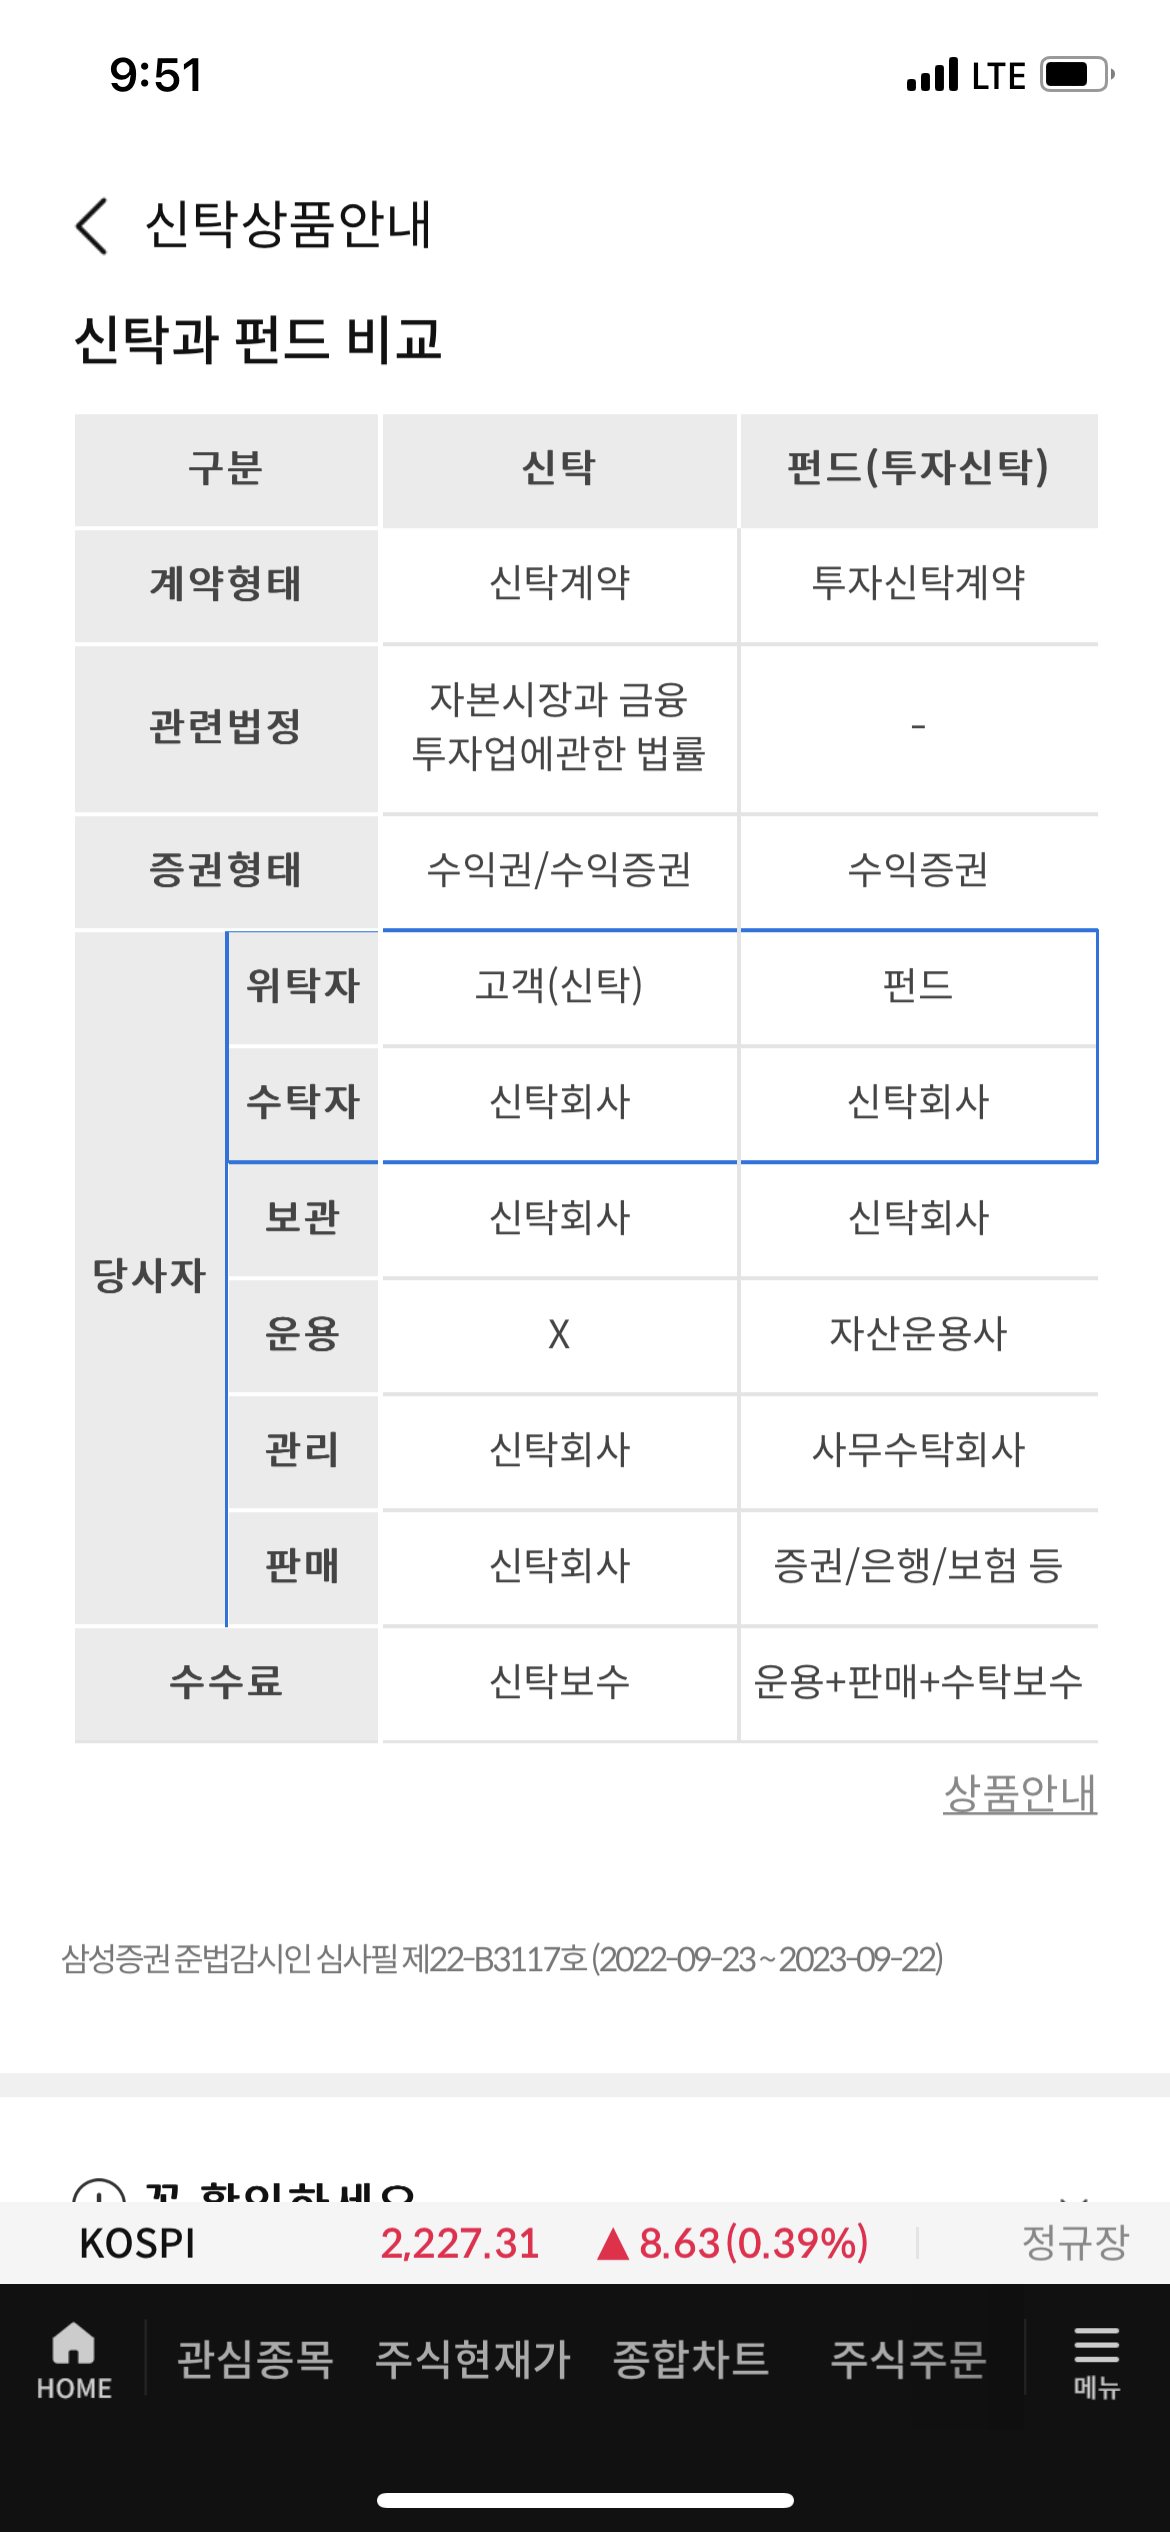 9:51
LTE
신탁상품안내
신탁과 펀드 비교
구분 신탁 펀드(투자신탁)
계약형태 신탁계약 투자신탁계약
관련법정 자본시장과 금융
투자업에관한 법률 -
증권형태 수익권/수익증권 수익증권
당사자
위탁자 고객(신탁) 펀드
수탁자 신탁회사 신탁회사
보관 신탁회사 신탁회사
운용 X 자산운용사
관리 신탁회사 사무수탁회사
판매 신탁회사 증권/은행/보험 등
수수료 신탁보수 운용+판매+수탁보수
상품안내
삼성증권 준법감시인 심사필 제22-B3117호 (2022-09-23 ~ 2023-09-22)
꼭 확인하세요
KOSPI 2,227.31 ▲ 8.63(0.39%) 정규장
HOME 관심종목 주식현재가 종합차트 주식주문 메뉴